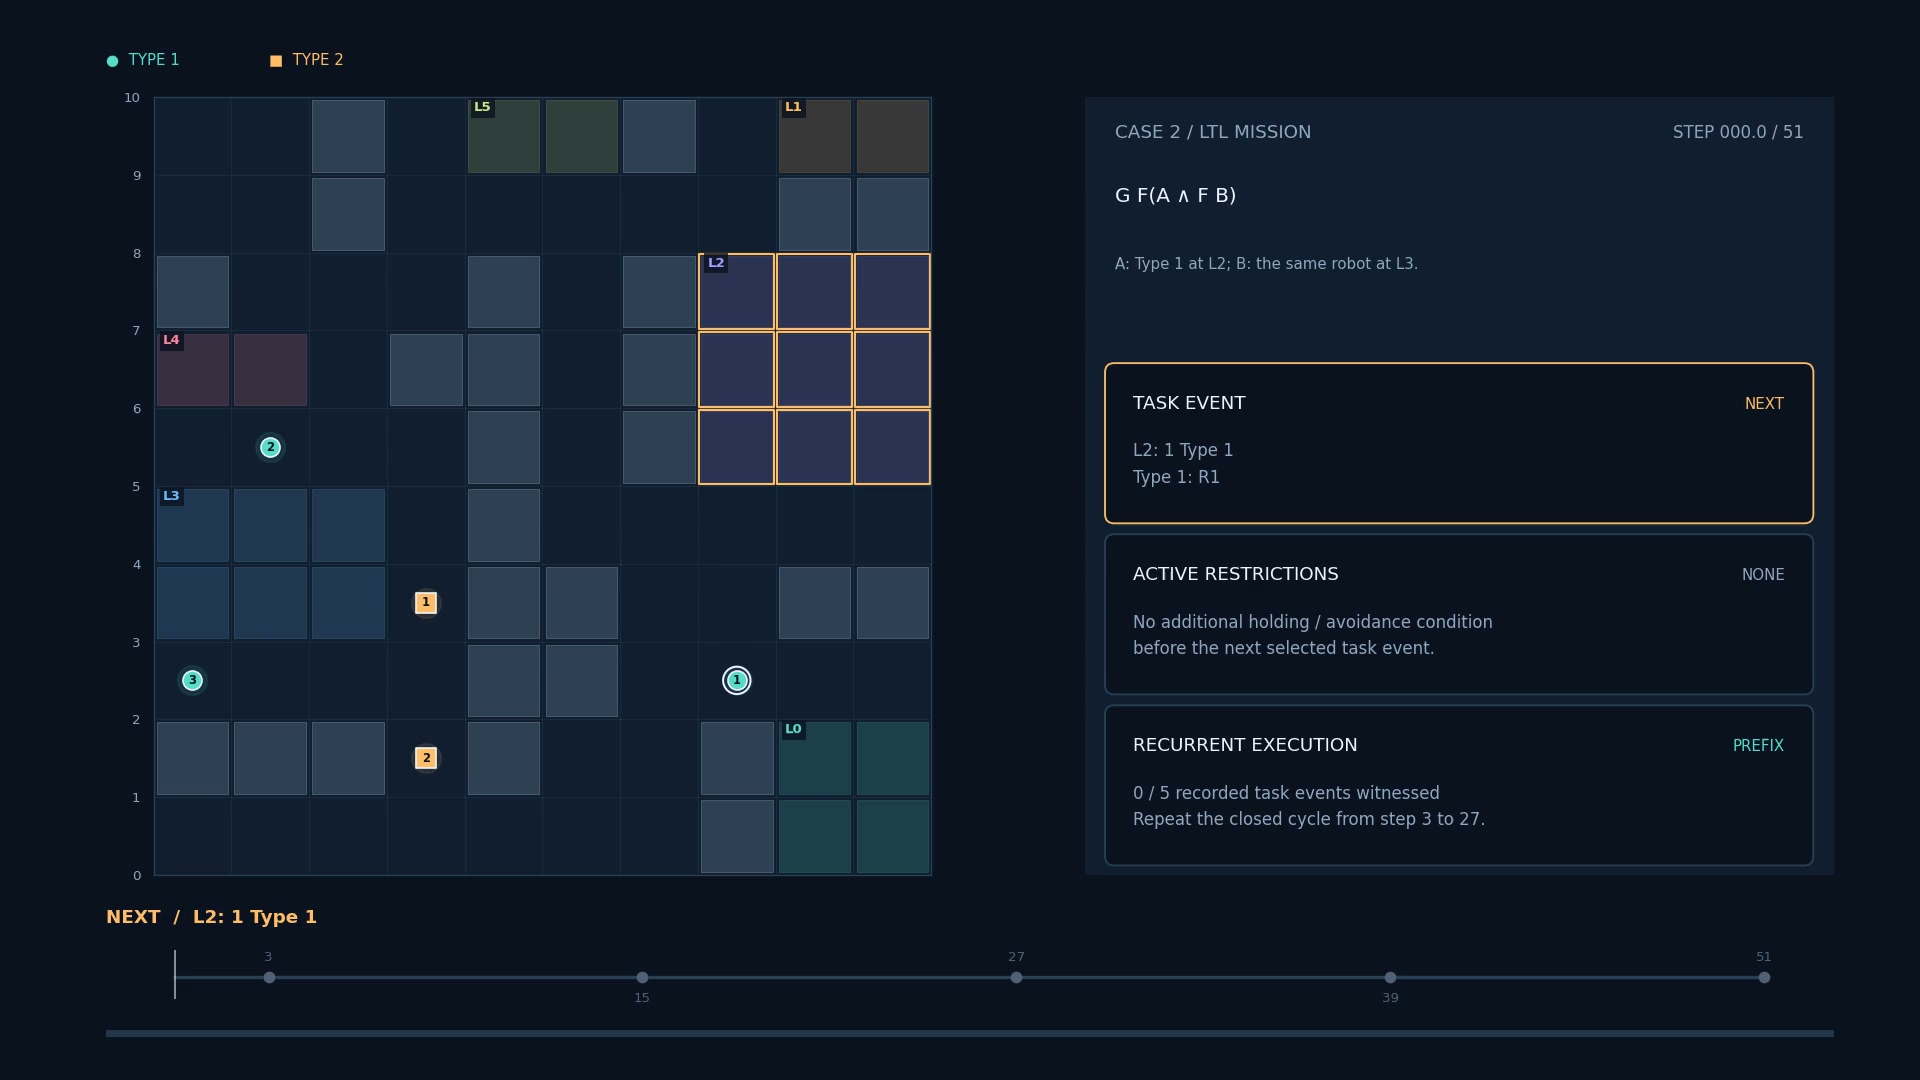 ● TYPE 1
■ TYPE 2
10
9
8
7
6
5
4
3
2
1
0
L5
L1
L2
L4
2
L3
1
3
1
L0
2
CASE 2 / LTL MISSION
STEP 000.0 / 51
G F(A ∧ F B)
A: Type 1 at L2; B: the same robot at L3.
TASK EVENT
NEXT
L2: 1 Type 1
Type 1: R1
ACTIVE RESTRICTIONS
NONE
No additional holding / avoidance condition
before the next selected task event.
RECURRENT EXECUTION
PREFIX
0 / 5 recorded task events witnessed
Repeat the closed cycle from step 3 to 27.
NEXT / L2: 1 Type 1
3
27
51
15
39